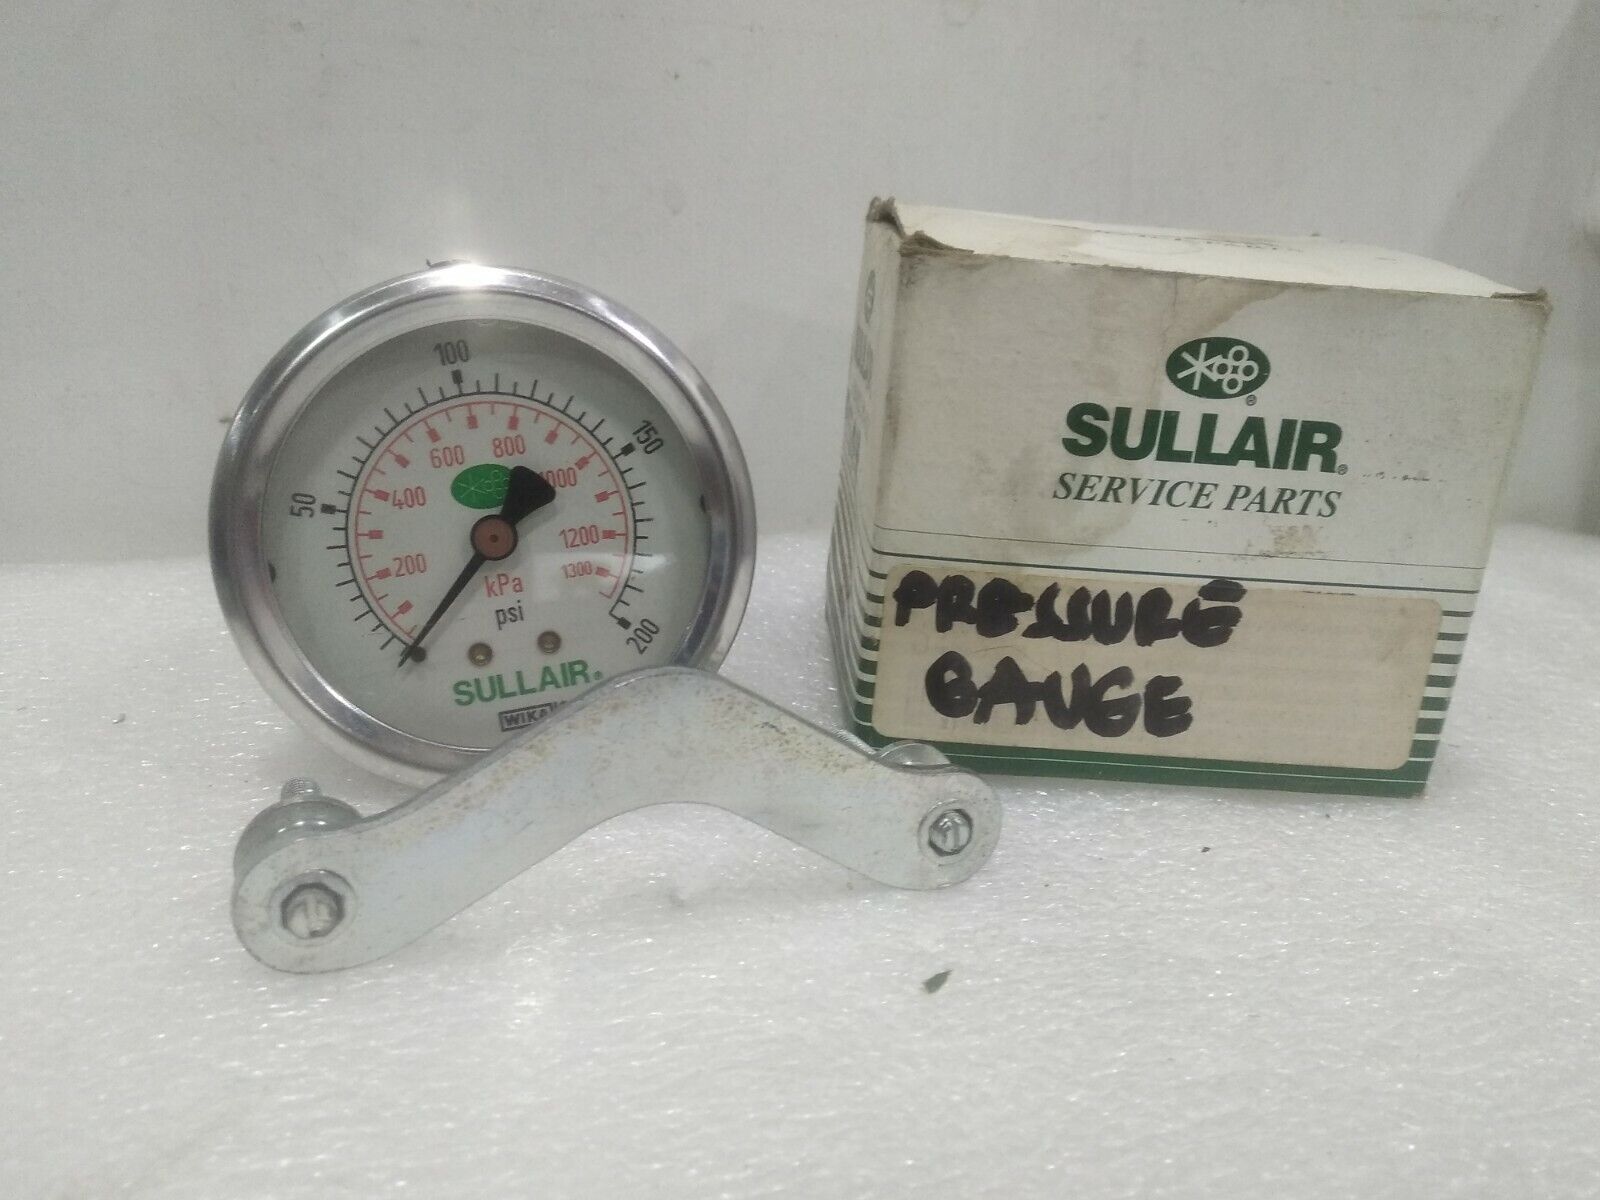 50
100
150
200
200
400
600
800
1000
1200
1300
kPa
psi
SULLAIR®
WIKA
SULLAIR®
SERVICE PARTS
PRESSURE
GAUGE